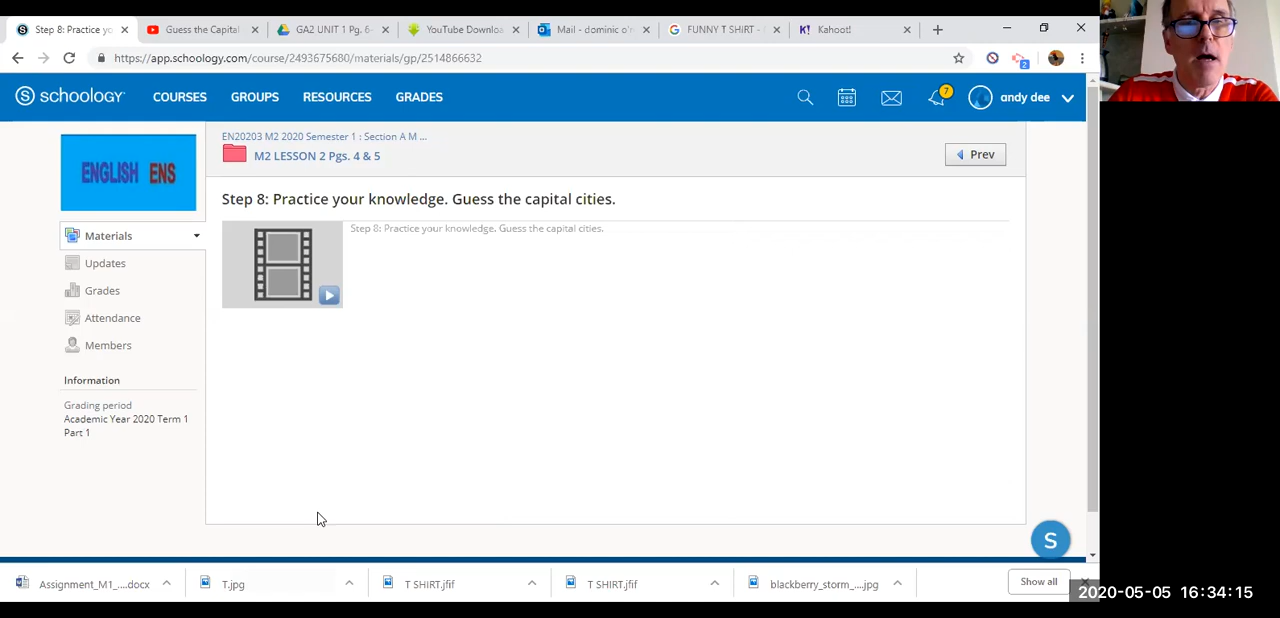 Step 8: Practice yo
Guess the Capital
GA2 UNIT 1 Pg. 6-
YouTube Downloa
Mail - dominic o'r
FUNNY T SHIRT -
Kahoot!
https://app.schoology.com/course/2493675680/materials/gp/2514866632
2
S schoology
COURSES
GROUPS
RESOURCES
GRADES
7
andy dee
ENGLISH ENS
EN20203 M2 2020 Semester 1 : Section A M ...
M2 LESSON 2 Pgs. 4 & 5
Prev
Step 8: Practice your knowledge. Guess the capital cities.
Step 8: Practice your knowledge. Guess the capital cities.
Materials
Updates
Grades
Attendance
Members
Information
Grading period
Academic Year 2020 Term 1
Part 1
S
Assignment_M1_....docx
T.jpg
T SHIRT.jfif
T SHIRT.jfif
blackberry_storm_....jpg
Show all
2020-05-05 16:34:15